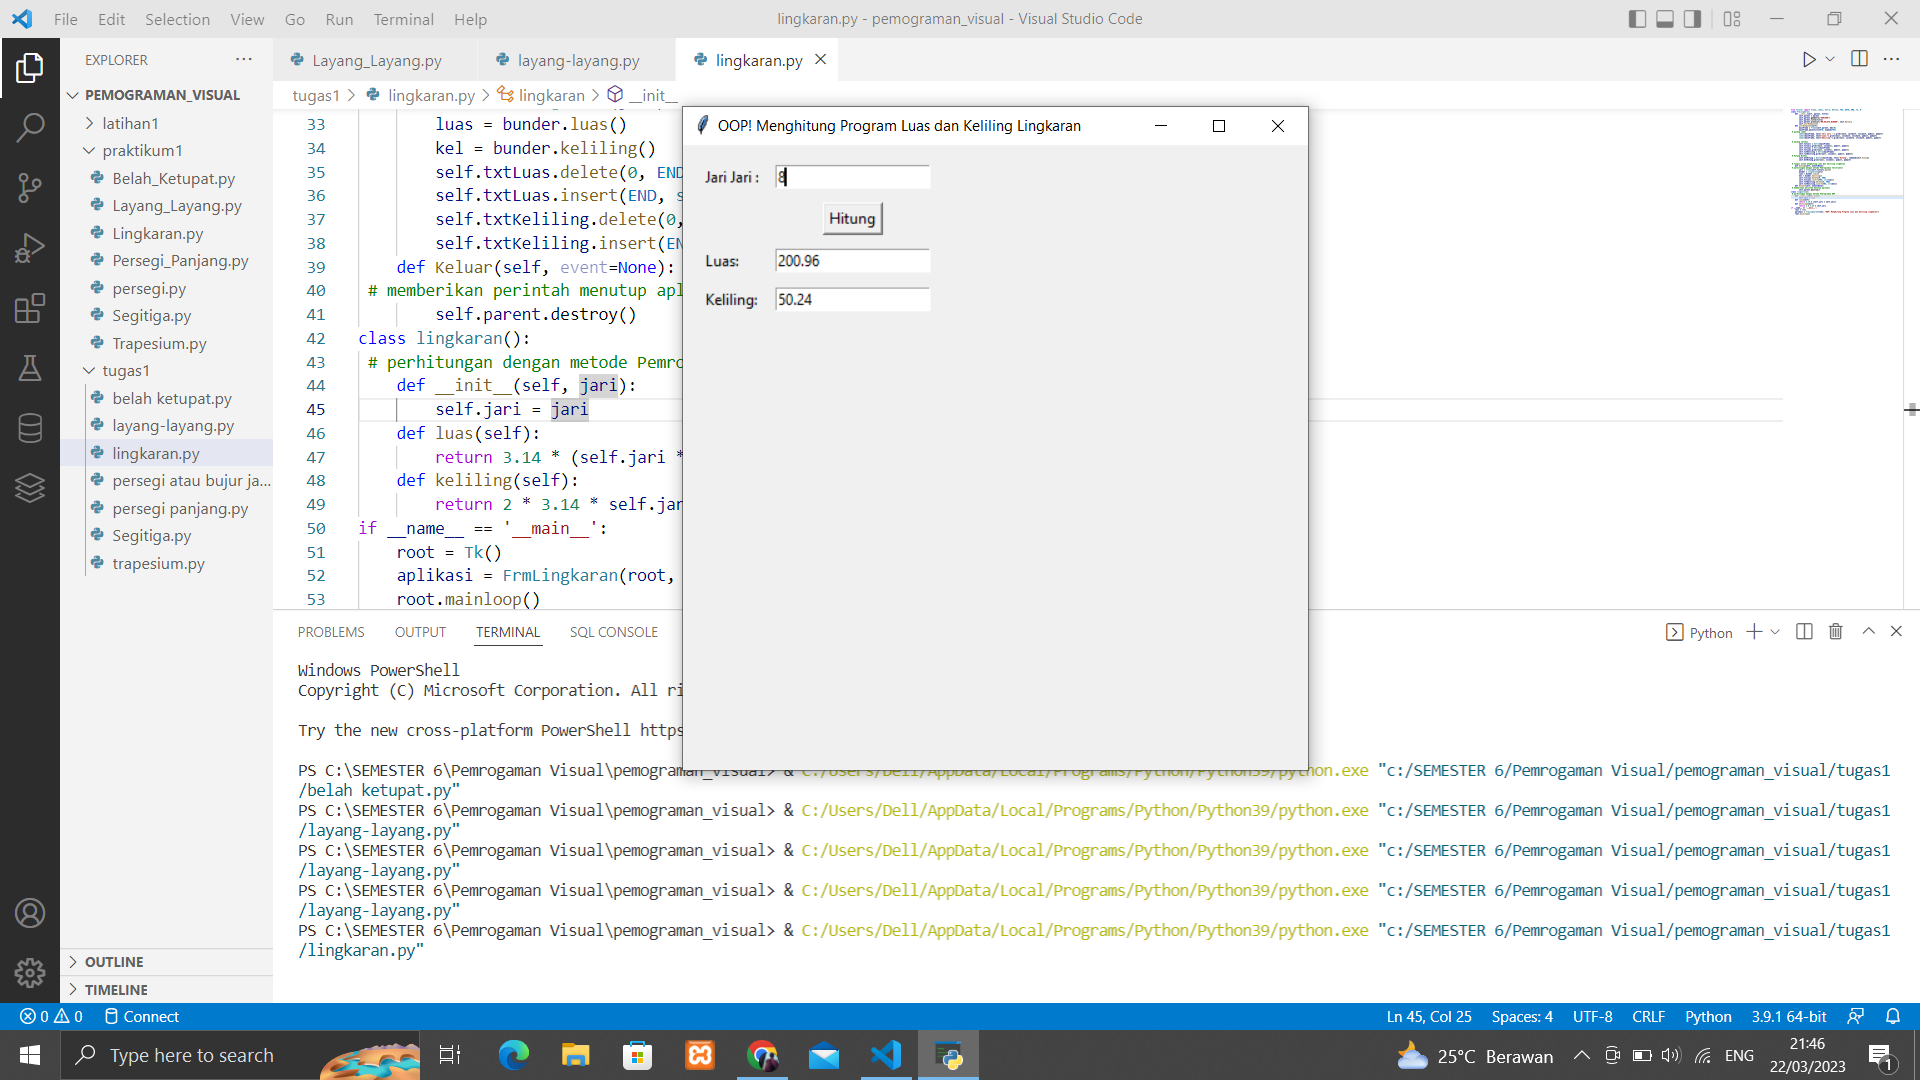 File Edit Selection View Go Run Terminal Help
lingkaran.py - pemograman_visual - Visual Studio Code
EXPLORER
PEMOGRAMAN_VISUAL
latihan1
praktikum1
Belah_Ketupat.py
Layang_Layang.py
Lingkaran.py
Persegi_Panjang.py
persegi.py
Segitiga.py
Trapesium.py
tugas1
belah ketupat.py
layang-layang.py
lingkaran.py
persegi atau bujur ja...
persegi panjang.py
Segitiga.py
trapesium.py
OUTLINE
TIMELINE
Layang_Layang.py layang-layang.py lingkaran.py
tugas1 > lingkaran.py > lingkaran > __init__
33 luas = bunder.luas()
34 kel = bunder.keliling()
35 self.txtLuas.delete(0, END
36 self.txtLuas.insert(END, s
37 self.txtKeliling.delete(0,
38 self.txtKeliling.insert(EN
39 def Keluar(self, event=None):
40 # memberikan perintah menutup apl
41 self.parent.destroy()
42 class lingkaran():
43 # perhitungan dengan metode Pemro
44 def __init__(self, jari):
45 self.jari = jari
46 def luas(self):
47 return 3.14 * (self.jari *
48 def keliling(self):
49 return 2 * 3.14 * self.jar
50 if __name__ == '__main__':
51 root = Tk()
52 aplikasi = FrmLingkaran(root,
53 root.mainloop()
OOP! Menghitung Program Luas dan Keliling Lingkaran
Jari Jari : 8
Hitung
Luas: 200.96
Keliling: 50.24
PROBLEMS OUTPUT TERMINAL SQL CONSOLE
Python
Windows PowerShell
Copyright (C) Microsoft Corporation. All ri
Try the new cross-platform PowerShell https
PS C:\SEMESTER 6\Pemrogaman Visual\pemograman_visual> & C:/Users/Dell/AppData/Local/Programs/Python/Python39/python.exe "c:/SEMESTER 6/Pemrogaman Visual/pemograman_visual/tugas1
/belah ketupat.py"
PS C:\SEMESTER 6\Pemrogaman Visual\pemograman_visual> & C:/Users/Dell/AppData/Local/Programs/Python/Python39/python.exe "c:/SEMESTER 6/Pemrogaman Visual/pemograman_visual/tugas1
/layang-layang.py"
PS C:\SEMESTER 6\Pemrogaman Visual\pemograman_visual> & C:/Users/Dell/AppData/Local/Programs/Python/Python39/python.exe "c:/SEMESTER 6/Pemrogaman Visual/pemograman_visual/tugas1
/layang-layang.py"
PS C:\SEMESTER 6\Pemrogaman Visual\pemograman_visual> & C:/Users/Dell/AppData/Local/Programs/Python/Python39/python.exe "c:/SEMESTER 6/Pemrogaman Visual/pemograman_visual/tugas1
/layang-layang.py"
PS C:\SEMESTER 6\Pemrogaman Visual\pemograman_visual> & C:/Users/Dell/AppData/Local/Programs/Python/Python39/python.exe "c:/SEMESTER 6/Pemrogaman Visual/pemograman_visual/tugas1
/lingkaran.py"
0 0 Connect
Ln 45, Col 25 Spaces: 4 UTF-8 CRLF Python 3.9.1 64-bit
Type here to search
25°C Berawan
ENG
21:46
22/03/2023
1